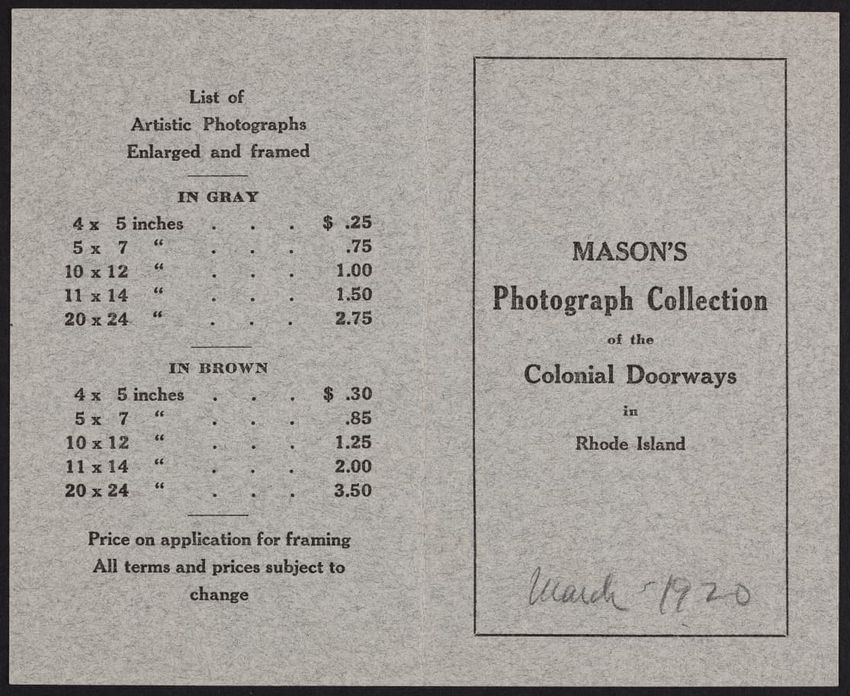 List of
Artistic Photographs
Enlarged and framed
IN GRAY
4 x 5 inches . . . $ .25
5 x 7 “ . . . .75
10 x 12 “ . . . 1.00
11 x 14 “ . . . 1.50
20 x 24 “ . . . 2.75
IN BROWN
4 x 5 inches . . . $ .30
5 x 7 “ . . . .85
10 x 12 “ . . . 1.25
11 x 14 “ . . . 2.00
20 x 24 “ . . . 3.50
Price on application for framing
All terms and prices subject to
change
MASON'S
Photograph Collection
of the
Colonial Doorways
in
Rhode Island
March - 1920